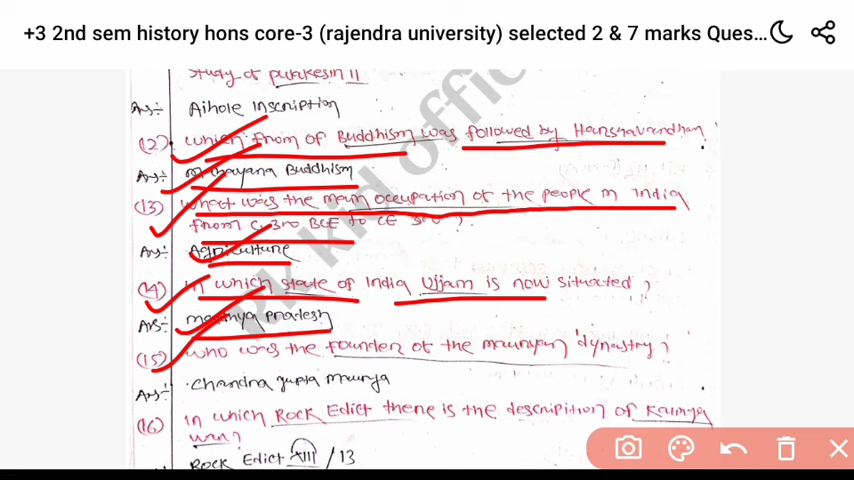 +3 2nd sem history hons core-3 (rajendra university) selected 2 & 7 marks Ques...
study of pulakesin II
Ans:- Aihole Inscription
(12) which from of Buddhism was followed by Harshavardhan
Ans:- mahayana Buddhism
(13) what was the main occupation of the people in India
from C. 300 BCE to CE 300 ?
Ans:- Agriculture
(14) In which state of India Ujjam is now situated ?
Ans:- madhya pradesh
(15) who was the founder of the mauryan dynastry ?
Ans:- Chandra gupta maurya
(16) In which Rock Edict there is the descripition of Kalinga
war ?
Rock Edict XIII / 13